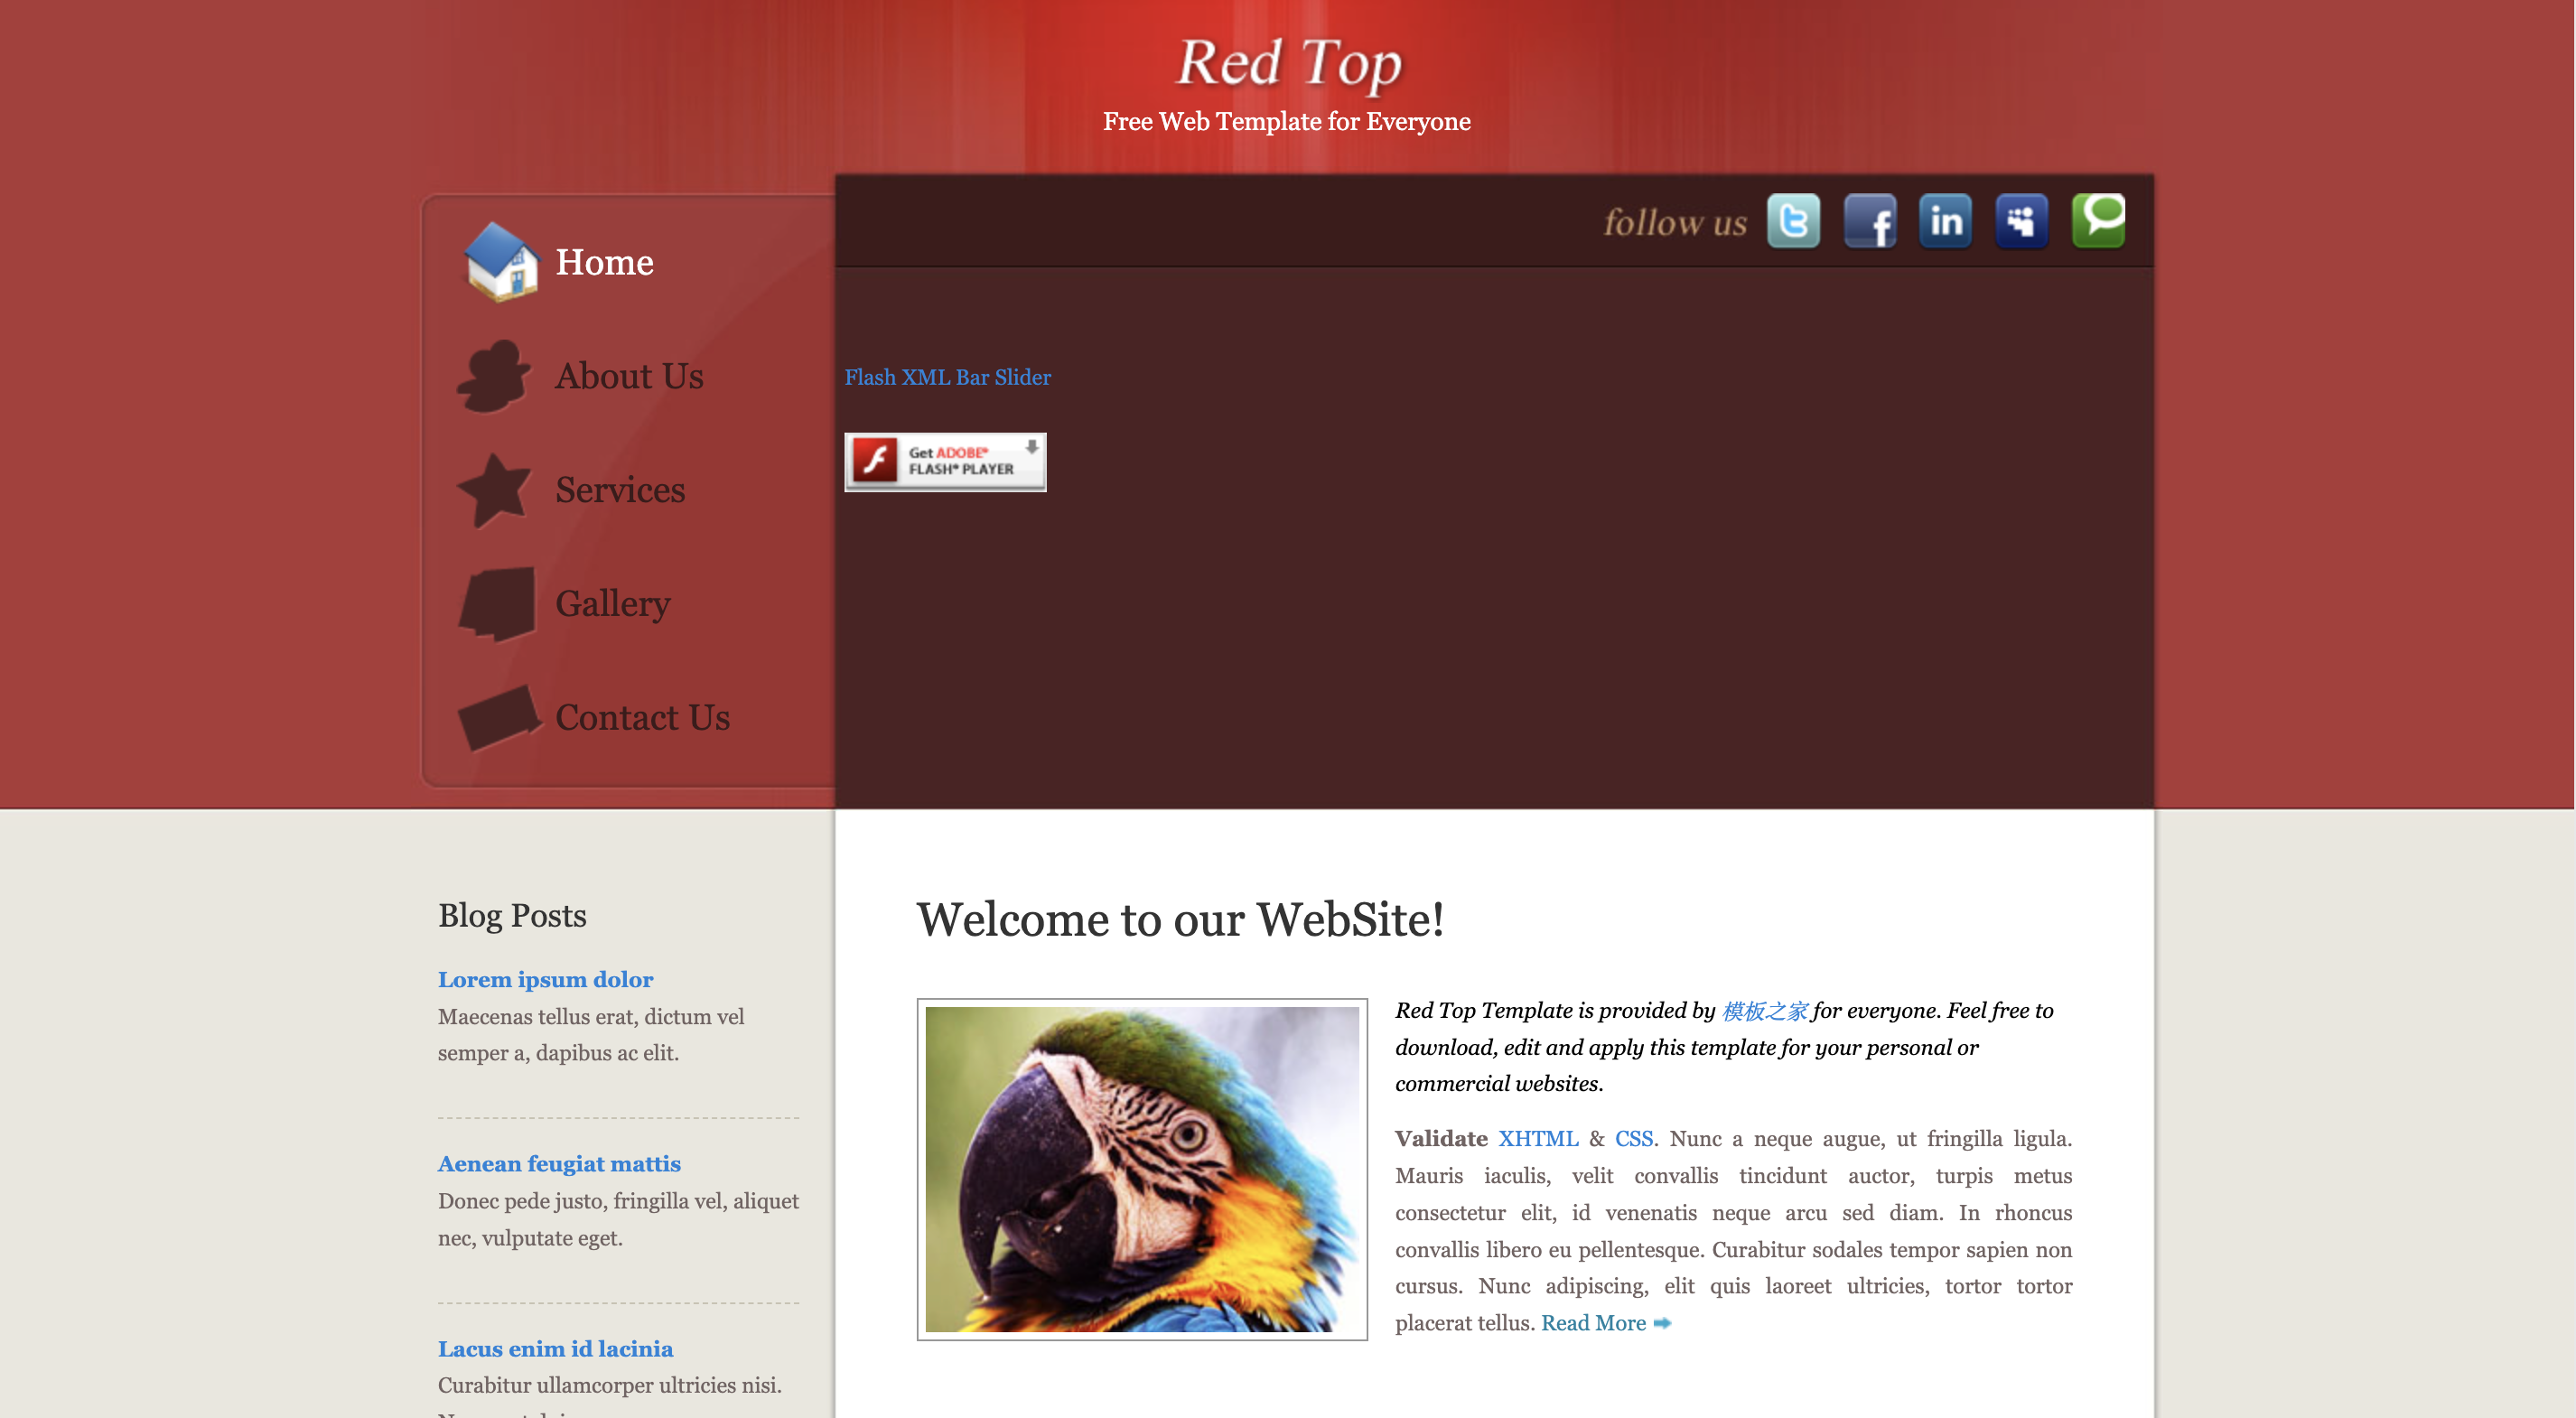 Red Top
Free Web Template for Everyone
follow us
Home
About Us
Services
Gallery
Contact Us
Flash XML Bar Slider
Get ADOBE®
FLASH® PLAYER
Blog Posts
Lorem ipsum dolor
Maecenas tellus erat, dictum vel
semper a, dapibus ac elit.
Aenean feugiat mattis
Donec pede justo, fringilla vel, aliquet
nec, vulputate eget.
Lacus enim id lacinia
Curabitur ullamcorper ultricies nisi.
Welcome to our WebSite!
Red Top Template is provided by 模板之家 for everyone. Feel free to
download, edit and apply this template for your personal or
commercial websites.
Validate XHTML & CSS. Nunc a neque augue, ut fringilla ligula.
Mauris iaculis, velit convallis tincidunt auctor, turpis metus
consectetur elit, id venenatis neque arcu sed diam. In rhoncus
convallis libero eu pellentesque. Curabitur sodales tempor sapien non
cursus. Nunc adipiscing, elit quis laoreet ultricies, tortor tortor
placerat tellus. Read More